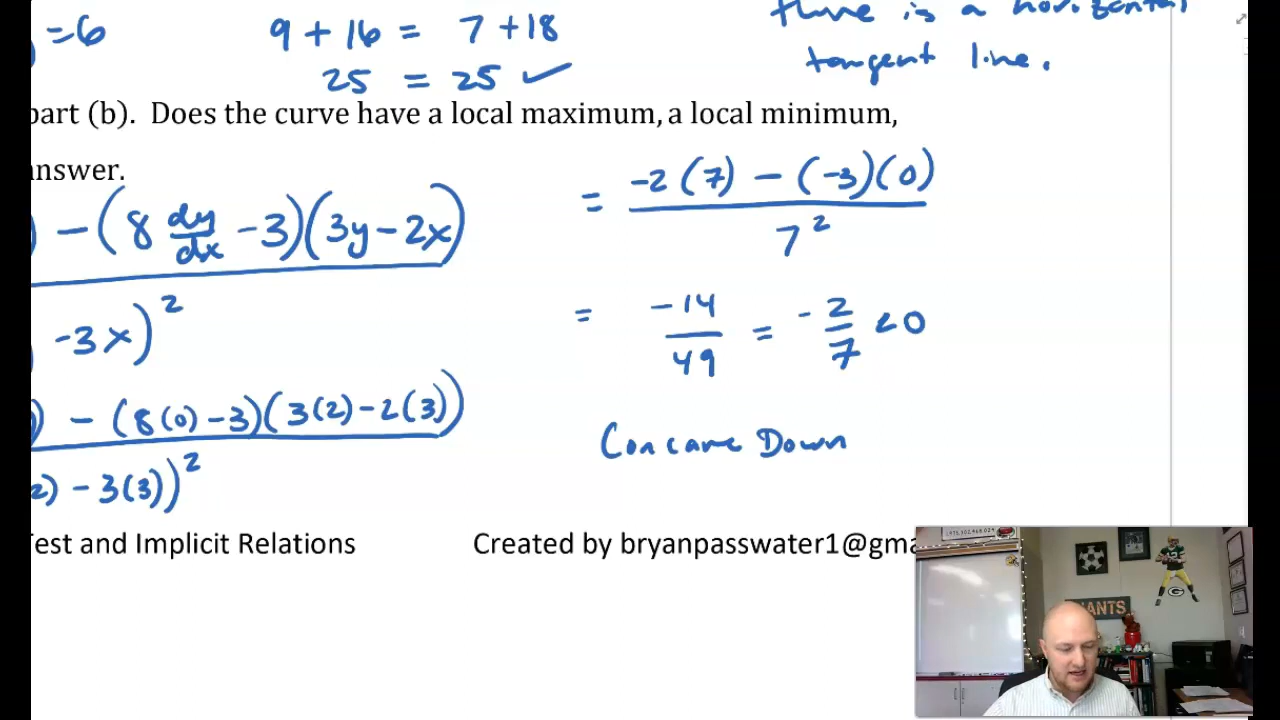 there is a horizontal
=6
9 + 16 = 7 + 18
tangent line.
25 = 25 ✓
part (b). Does the curve have a local maximum, a local minimum,
answer.
) - (8 dy/dx - 3)(3y - 2x)
- 3x)²
) - (8(0) - 3)(3(2) - 2(3))
2) - 3(3))²
= -2(7) - (-3)(0) / 7²
= -14/49 = -2/7 < 0
Concave Down
Test and Implicit Relations
Created by bryanpasswater1@gma
GIANTS
G